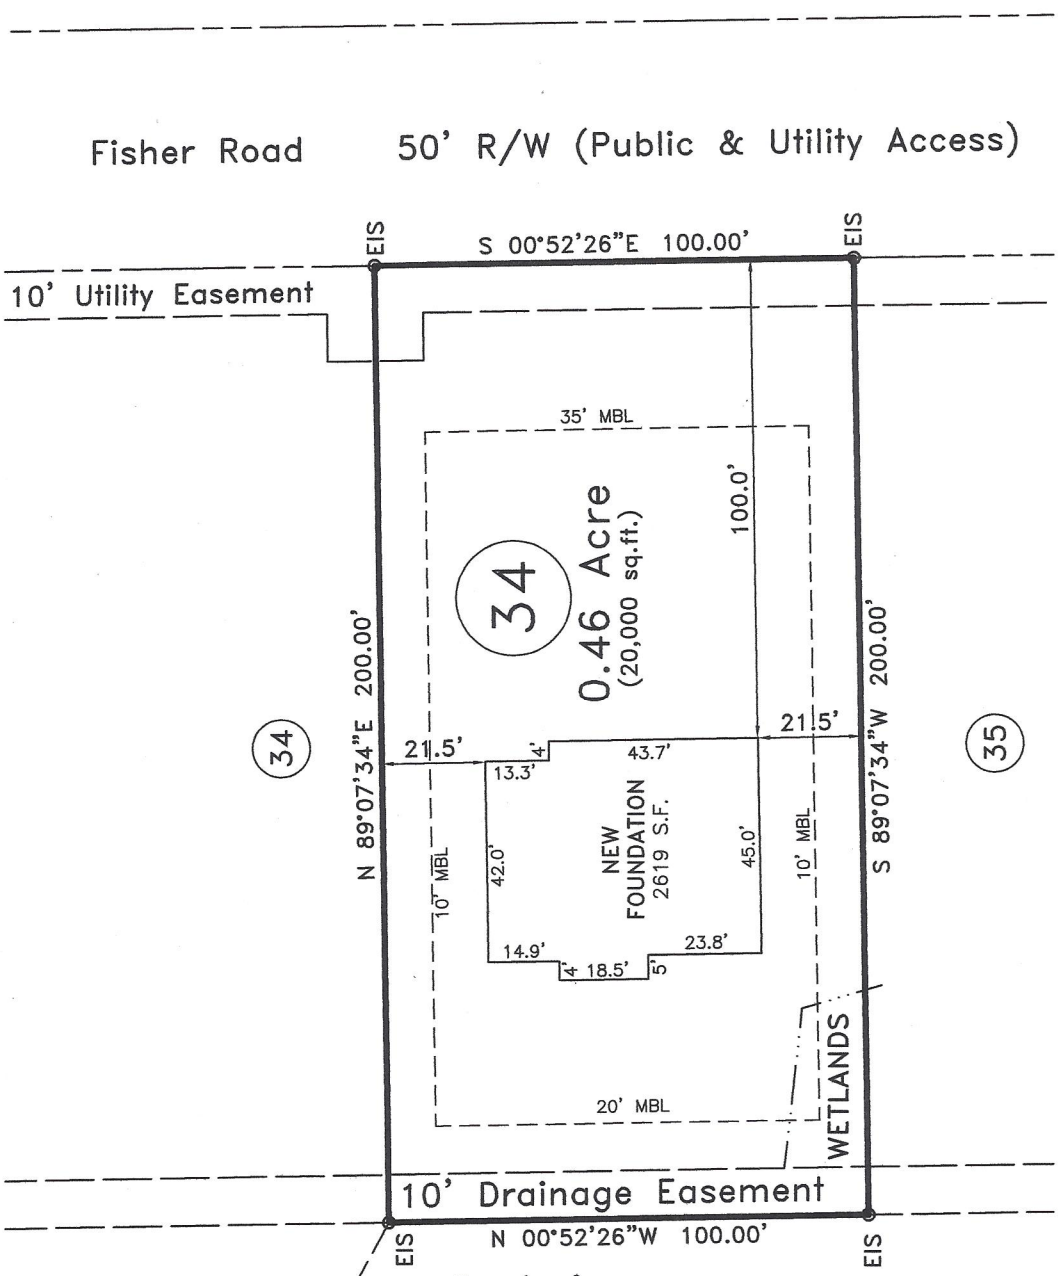 Fisher Road 50' R/W (Public & Utility Access)
EIS
S 00°52'26"E 100.00'
EIS
10' Utility Easement
35' MBL
100.0'
34
0.46 Acre
(20,000 sq.ft.)
N 89°07'34"E 200.00'
S 89°07'34"W 200.00'
34
35
21.5'
21.5'
13.3'
4'
43.7'
42.0'
NEW
FOUNDATION
2619 S.F.
45.0'
10' MBL
10' MBL
14.9'
4'
18.5'
5'
23.8'
WETLANDS
20' MBL
10' Drainage Easement
EIS
N 00°52'26"W 100.00'
EIS